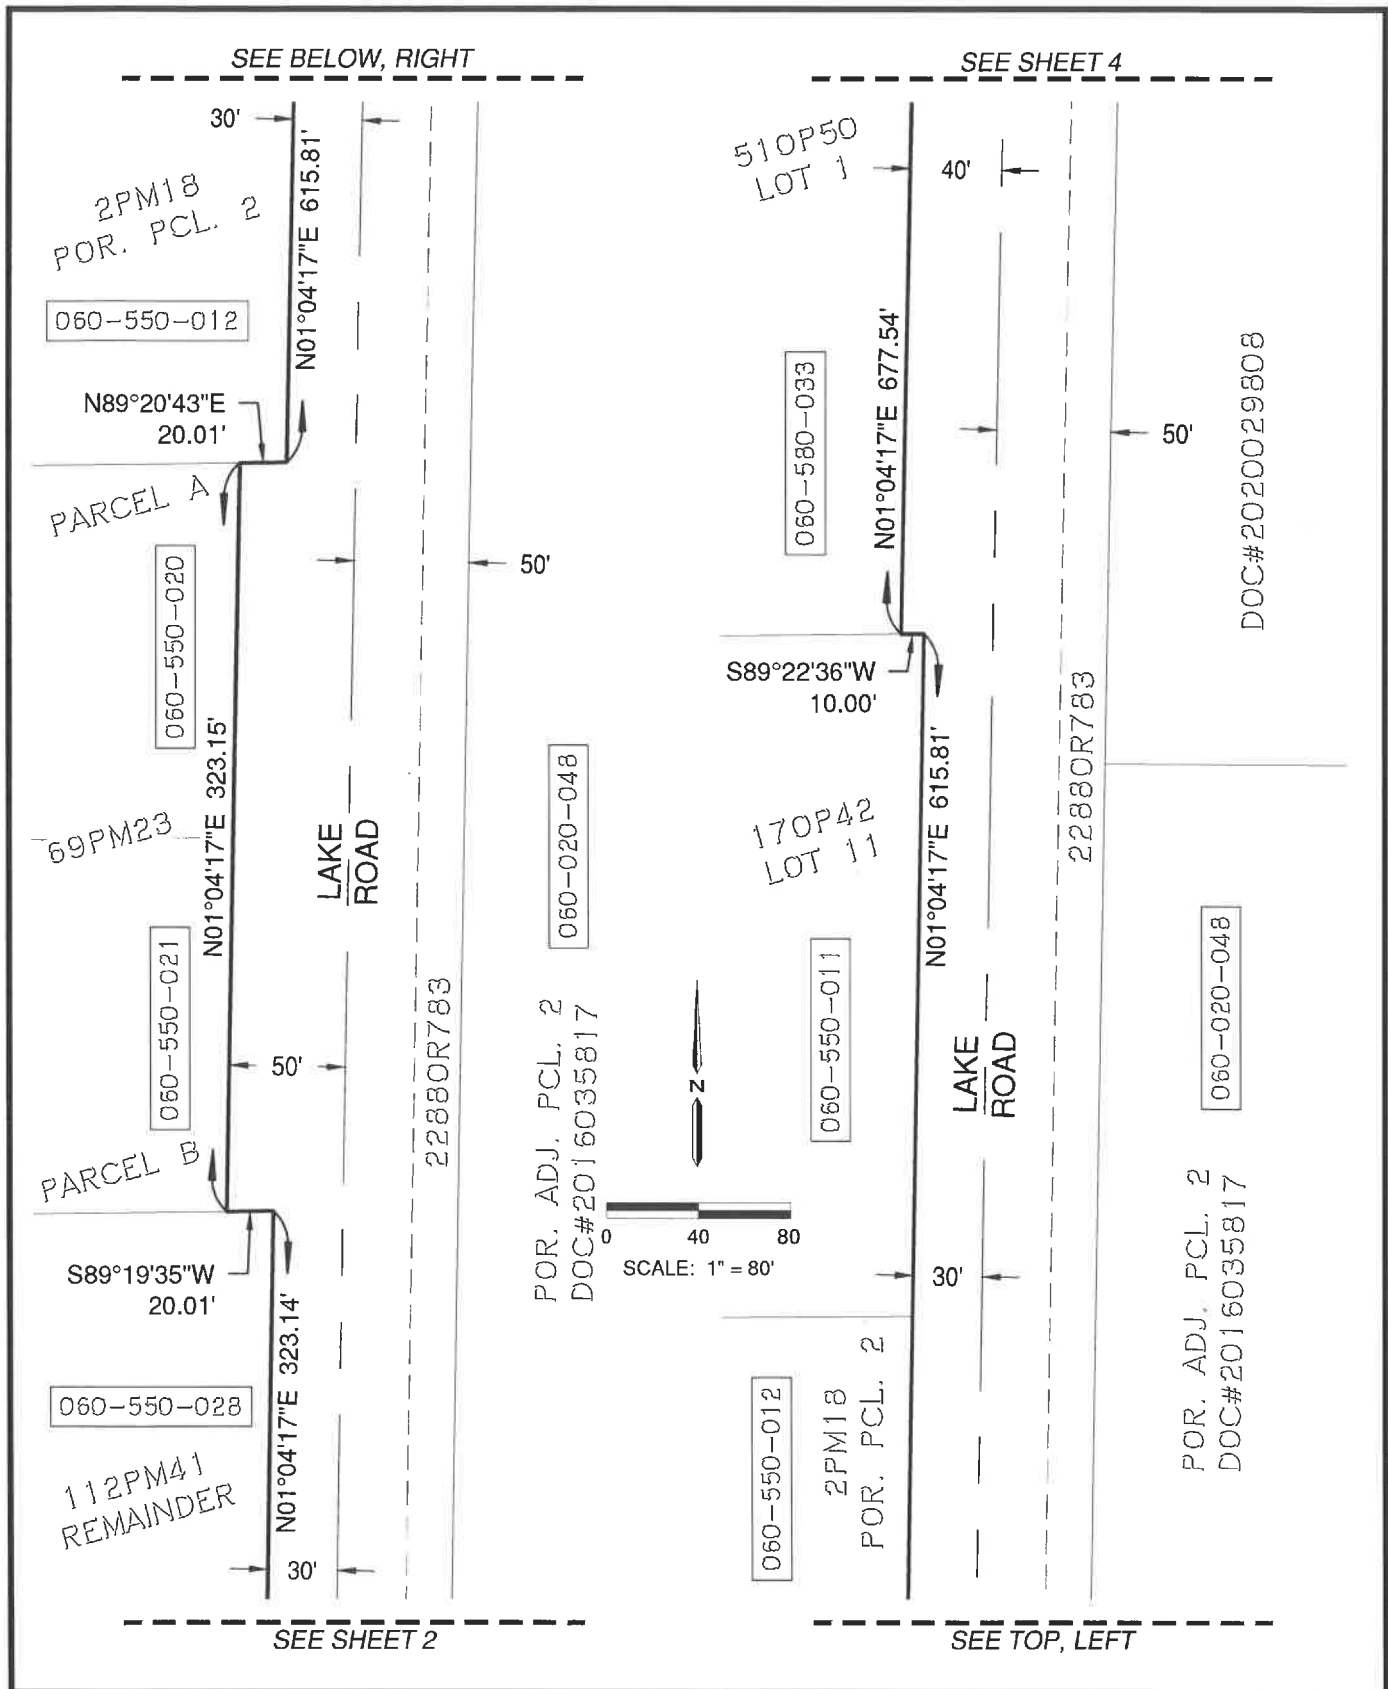 SEE BELOW, RIGHT
30'
N01°04'17"E 615.81'
2PM18
POR. PCL. 2
060-550-012
N89°20'43"E
20.01'
PARCEL A
060-550-020
50'
N01°04'17"E 323.15'
69PM23
LAKE
ROAD
060-020-048
060-550-021
50'
2288OR783
POR. ADJ. PCL. 2
DOC#2016035817
PARCEL B
S89°19'35"W
20.01'
N01°04'17"E 323.14'
060-550-028
112PM41
REMAINDER
30'
SEE SHEET 2
N
0 40 80
SCALE: 1" = 80'
SEE SHEET 4
51OP50
LOT 1
40'
N01°04'17"E 677.54'
060-580-033
50'
DOC#2020029808
S89°22'36"W
10.00'
2288OR783
N01°04'17"E 615.81'
17OP42
LOT 11
060-550-011
LAKE
ROAD
060-020-048
POR. ADJ. PCL. 2
DOC#2016035817
30'
060-550-012
2PM18
POR. PCL. 2
SEE TOP, LEFT